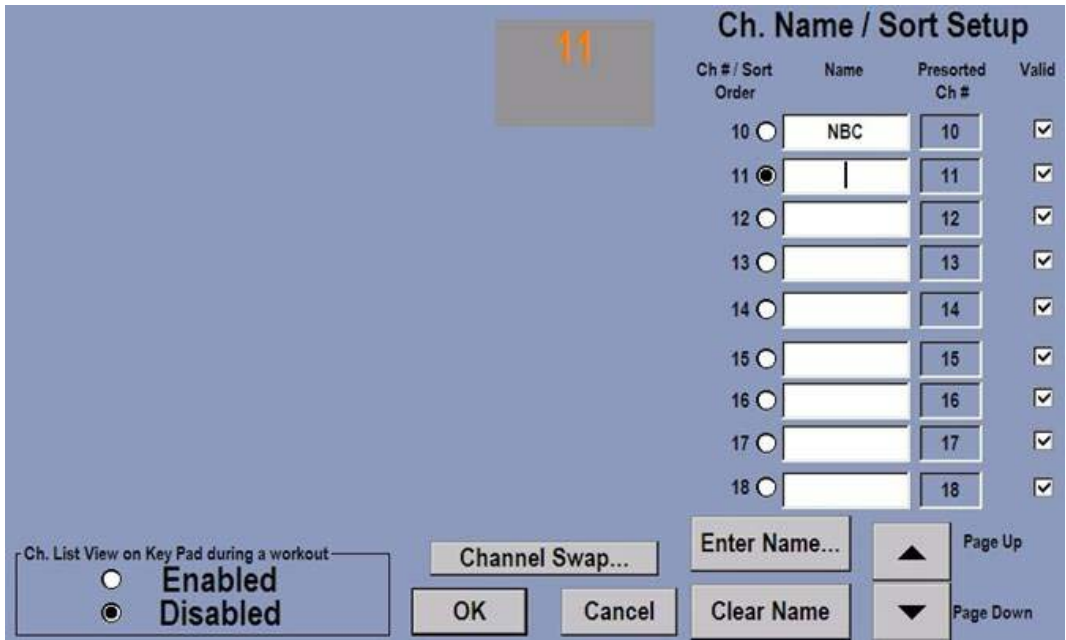 11
Ch. Name / Sort Setup
Ch # / Sort Order
Name
Presorted Ch #
Valid
10 NBC 10
11 11
12 12
13 13
14 14
15 15
16 16
17 17
18 18
Ch. List View on Key Pad during a workout
Enabled
Disabled
Channel Swap...
Enter Name...
Page Up
OK
Cancel
Clear Name
Page Down